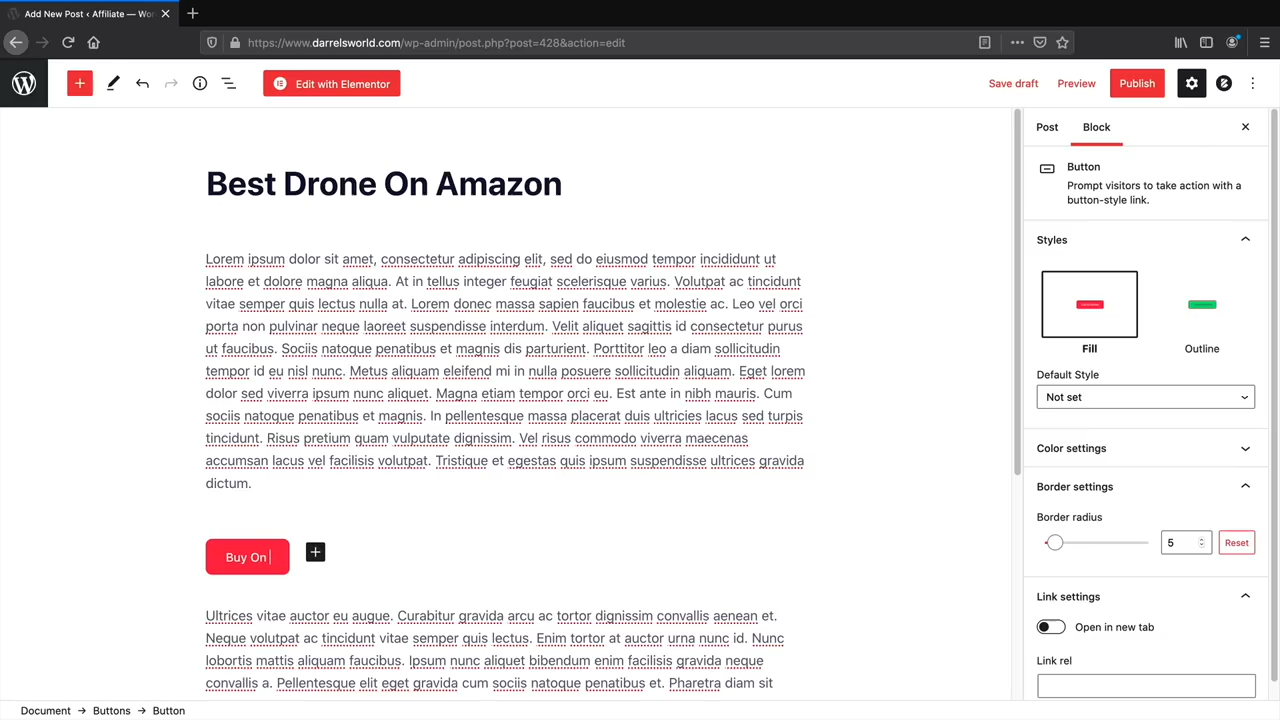 Add New Post ‹ Affiliate — Wor
https://www.darrelsworld.com/wp-admin/post.php?post=428&action=edit
Edit with Elementor
Save draft
Preview
Publish
Best Drone On Amazon
Lorem ipsum dolor sit amet, consectetur adipiscing elit, sed do eiusmod tempor incididunt ut
labore et dolore magna aliqua. At in tellus integer feugiat scelerisque varius. Volutpat ac tincidunt
vitae semper quis lectus nulla at. Lorem donec massa sapien faucibus et molestie ac. Leo vel orci
porta non pulvinar neque laoreet suspendisse interdum. Velit aliquet sagittis id consectetur purus
ut faucibus. Sociis natoque penatibus et magnis dis parturient. Porttitor leo a diam sollicitudin
tempor id eu nisl nunc. Metus aliquam eleifend mi in nulla posuere sollicitudin aliquam. Eget lorem
dolor sed viverra ipsum nunc aliquet. Magna etiam tempor orci eu. Est ante in nibh mauris. Cum
sociis natoque penatibus et magnis. In pellentesque massa placerat duis ultricies lacus sed turpis
tincidunt. Risus pretium quam vulputate dignissim. Vel risus commodo viverra maecenas
accumsan lacus vel facilisis volutpat. Tristique et egestas quis ipsum suspendisse ultrices gravida
dictum.
Buy On
Ultrices vitae auctor eu augue. Curabitur gravida arcu ac tortor dignissim convallis aenean et.
Neque volutpat ac tincidunt vitae semper quis lectus. Enim tortor at auctor urna nunc id. Nunc
lobortis mattis aliquam faucibus. Ipsum nunc aliquet bibendum enim facilisis gravida neque
convallis a. Pellentesque elit eget gravida cum sociis natoque penatibus et. Pharetra diam sit
Post
Block
Button
Prompt visitors to take action with a
button-style link.
Styles
Fill
Outline
Default Style
Not set
Color settings
Border settings
Border radius
5
Reset
Link settings
Open in new tab
Link rel
Document → Buttons → Button